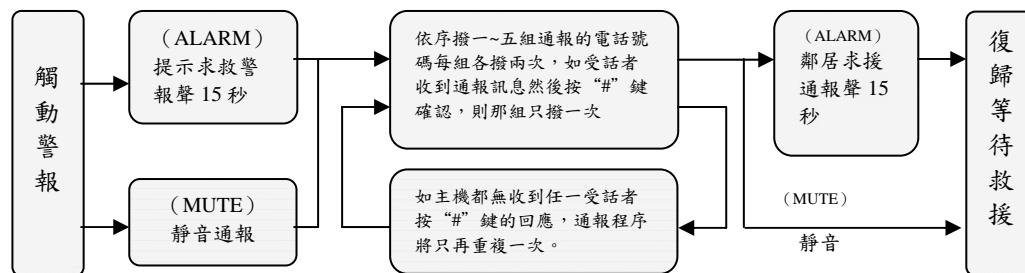 觸動警報
（ALARM）
提示求救警
報聲 15 秒
（MUTE）
靜音通報
依序撥一~五組通報的電話號
碼每組各撥兩次，如受話者
收到通報訊息然後按“#”鍵
確認，則那組只撥一次
如主機都無收到任一受話者
按“#”鍵的回應，通報程序
將只再重複一次。
（ALARM）
鄰居求援
通報聲 15
秒
（MUTE）
靜音
復歸等待救援